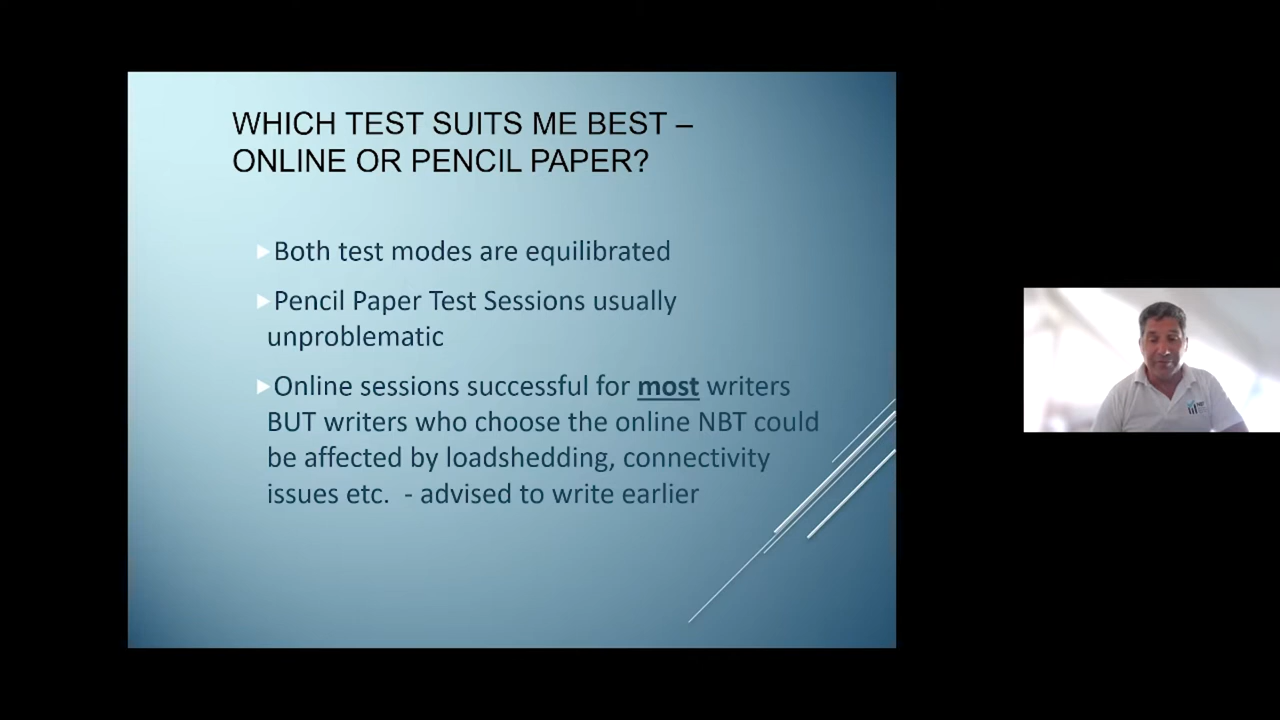 WHICH TEST SUITS ME BEST –
ONLINE OR PENCIL PAPER?
Both test modes are equilibrated
Pencil Paper Test Sessions usually
unproblematic
Online sessions successful for most writers
BUT writers who choose the online NBT could
be affected by loadshedding, connectivity
issues etc.  - advised to write earlier